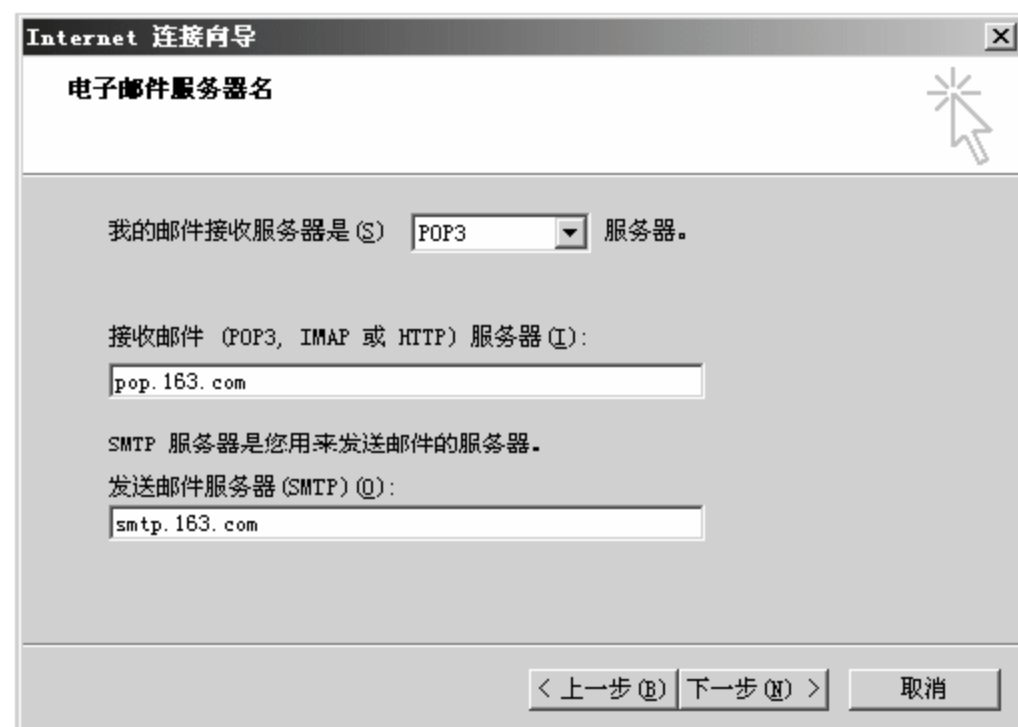 Internet 连接向导
电子邮件服务器名
我的邮件接收服务器是(S) POP3 服务器。
接收邮件 (POP3, IMAP 或 HTTP) 服务器(I):
pop.163.com
SMTP 服务器是您用来发送邮件的服务器。
发送邮件服务器(SMTP)(O):
smtp.163.com
< 上一步(B) 下一步(N) > 取消